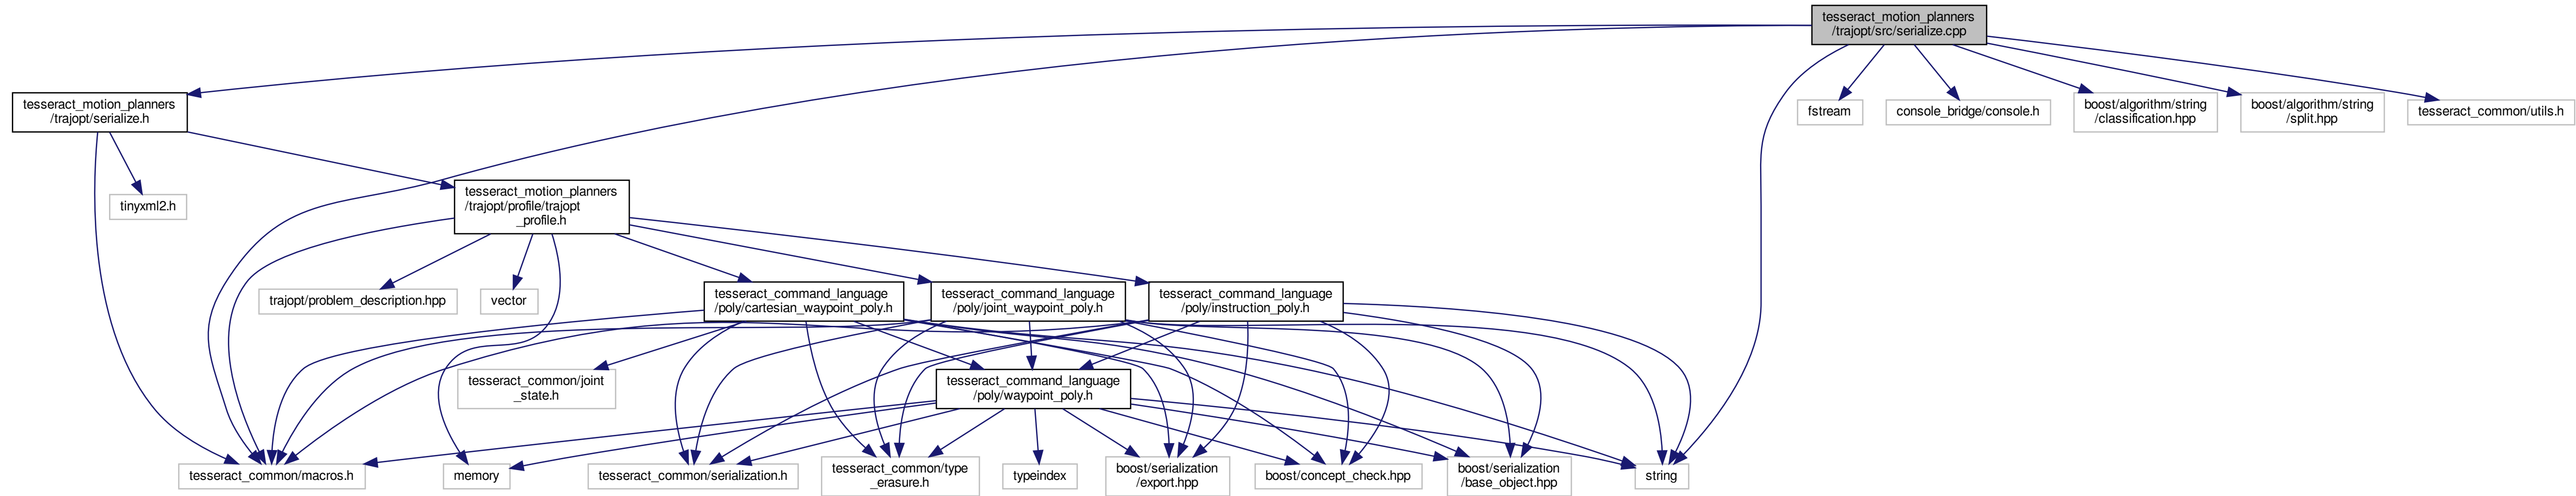 tesseract_motion_planners
/trajopt/src/serialize.cpp
tesseract_motion_planners
/trajopt/serialize.h
fstream
console_bridge/console.h
boost/algorithm/string
/classification.hpp
boost/algorithm/string
/split.hpp
tesseract_common/utils.h
tinyxml2.h
tesseract_motion_planners
/trajopt/profile/trajopt
_profile.h
trajopt/problem_description.hpp
vector
tesseract_command_language
/poly/cartesian_waypoint_poly.h
tesseract_command_language
/poly/joint_waypoint_poly.h
tesseract_command_language
/poly/instruction_poly.h
tesseract_common/joint
_state.h
tesseract_command_language
/poly/waypoint_poly.h
tesseract_common/macros.h
memory
tesseract_common/serialization.h
tesseract_common/type
_erasure.h
typeindex
boost/serialization
/export.hpp
boost/concept_check.hpp
boost/serialization
/base_object.hpp
string